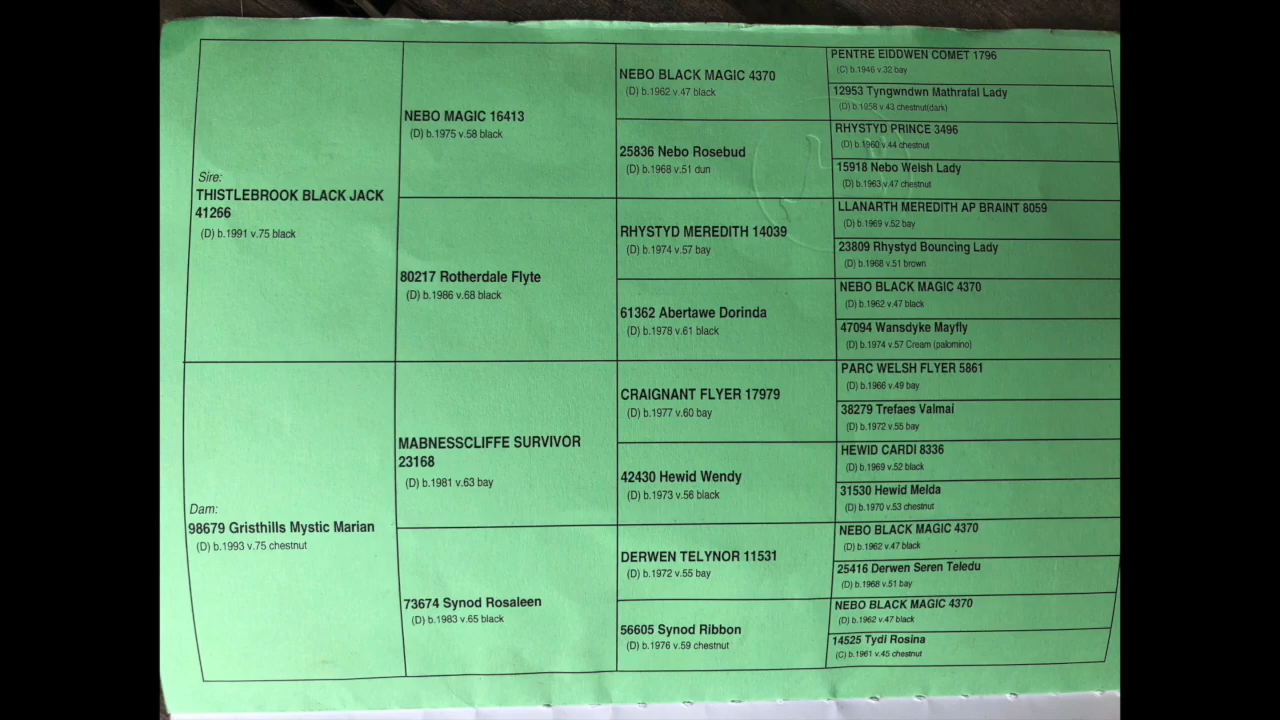 Sire:
THISTLEBROOK BLACK JACK
41266
(D) b.1991 v.75 black
Dam:
98679 Gristhills Mystic Marian
(D) b.1993 v.75 chestnut
NEBO MAGIC 16413
(D) b.1975 v.58 black
80217 Rotherdale Flyte
(D) b.1986 v.68 black
MABNESSCLIFFE SURVIVOR
23168
(D) b.1981 v.63 bay
73674 Synod Rosaleen
(D) b.1983 v.65 black
NEBO BLACK MAGIC 4370
(D) b.1962 v.47 black
25836 Nebo Rosebud
(D) b.1968 v.51 dun
RHYSTYD MEREDITH 14039
(D) b.1974 v.57 bay
61362 Abertawe Dorinda
(D) b.1978 v.61 black
CRAIGNANT FLYER 17979
(D) b.1977 v.60 bay
42430 Hewid Wendy
(D) b.1973 v.56 black
DERWEN TELYNOR 11531
(D) b.1972 v.55 bay
56605 Synod Ribbon
(D) b.1976 v.59 chestnut
PENTRE EIDDWEN COMET 1796
(C) b.1946 v.32 bay
12953 Tyngwndwn Mathrafal Lady
(D) b.1958 v.43 chestnut(dark)
RHYSTYD PRINCE 3496
(D) b.1960 v.44 chestnut
15918 Nebo Welsh Lady
(D) b.1963 v.47 chestnut
LLANARTH MEREDITH AP BRAINT 8059
(D) b.1969 v.52 bay
23809 Rhystyd Bouncing Lady
(D) b.1968 v.51 brown
NEBO BLACK MAGIC 4370
(D) b.1962 v.47 black
47094 Wansdyke Mayfly
(D) b.1974 v.57 Cream (palomino)
PARC WELSH FLYER 5861
(D) b.1966 v.49 bay
38279 Trefaes Valmai
(D) b.1972 v.55 bay
HEWID CARDI 8336
(D) b.1969 v.52 black
31530 Hewid Melda
(D) b.1970 v.53 chestnut
NEBO BLACK MAGIC 4370
(D) b.1962 v.47 black
25416 Derwen Seren Teledu
(D) b.1968 v.51 bay
NEBO BLACK MAGIC 4370
(D) b.1962 v.47 black
14525 Tydi Rosina
(C) b.1961 v.45 chestnut